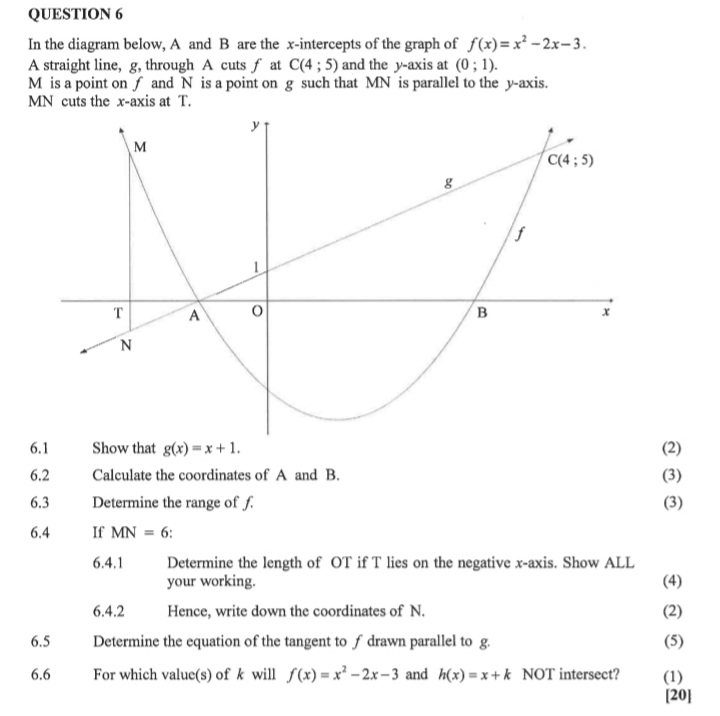 QUESTION 6
In the diagram below, A and B are the x-intercepts of the graph of f(x) = x² – 2x – 3.
A straight line, g, through A cuts f at C(4 ; 5) and the y-axis at (0 ; 1).
M is a point on f and N is a point on g such that MN is parallel to the y-axis.
MN cuts the x-axis at T.
y
M
C(4 ; 5)
g
f
1
T
A
O
B
x
N
6.1 Show that g(x) = x + 1. (2)
6.2 Calculate the coordinates of A and B. (3)
6.3 Determine the range of f. (3)
6.4 If MN = 6:
6.4.1 Determine the length of OT if T lies on the negative x-axis. Show ALL
your working. (4)
6.4.2 Hence, write down the coordinates of N. (2)
6.5 Determine the equation of the tangent to f drawn parallel to g. (5)
6.6 For which value(s) of k will f(x) = x² – 2x – 3 and h(x) = x + k NOT intersect? (1)
[20]